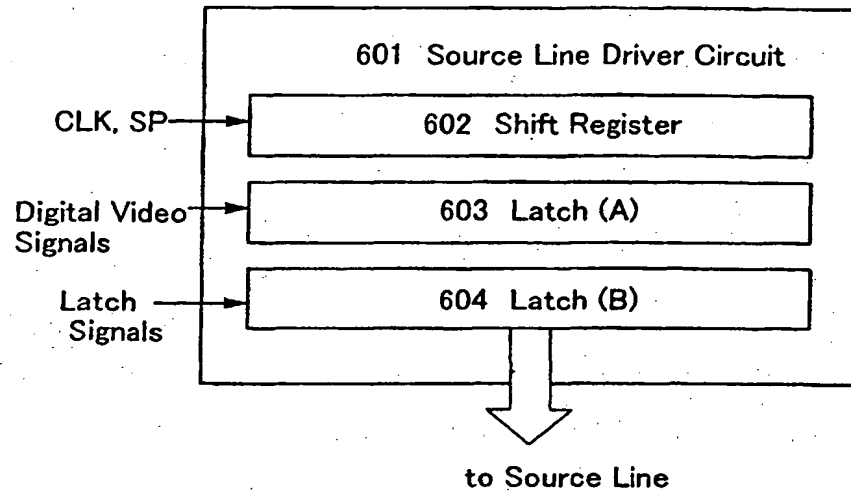 601 Source Line Driver Circuit
CLK, SP
602 Shift Register
Digital Video
Signals
603 Latch (A)
Latch
Signals
604 Latch (B)
to Source Line